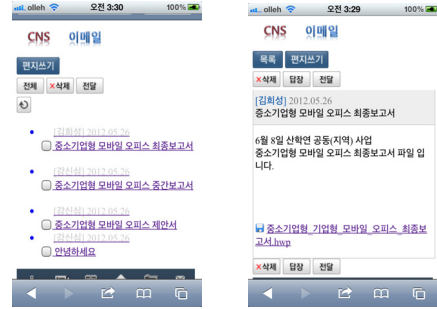 olleh 오전 3:30 100%
CNS 이메일
편지쓰기
전체 ×삭제 전달
[김희성] 2012.05.26
중소기업형 모바일 오피스 최종보고서
[강신성] 2012.05.26
중소기업형 모바일 오피스 중간보고서
[강신성] 2012.05.26
중소기업형 모바일 오피스 제안서
[강신성] 2012.05.26
안녕하세요
olleh 오전 3:29 100%
CNS 이메일
목록 편지쓰기
×삭제 답장 전달
[김희성] 2012.05.26
중소기업형 모바일 오피스 최종보고서
6월 8일 산학연 공동(지역) 사업
중소기업형 모바일 오피스 최종보고서 파일 입
니다.
중소기업형_기업형_모바일_오피스_최종보
고서.hwp
×삭제 답장 전달